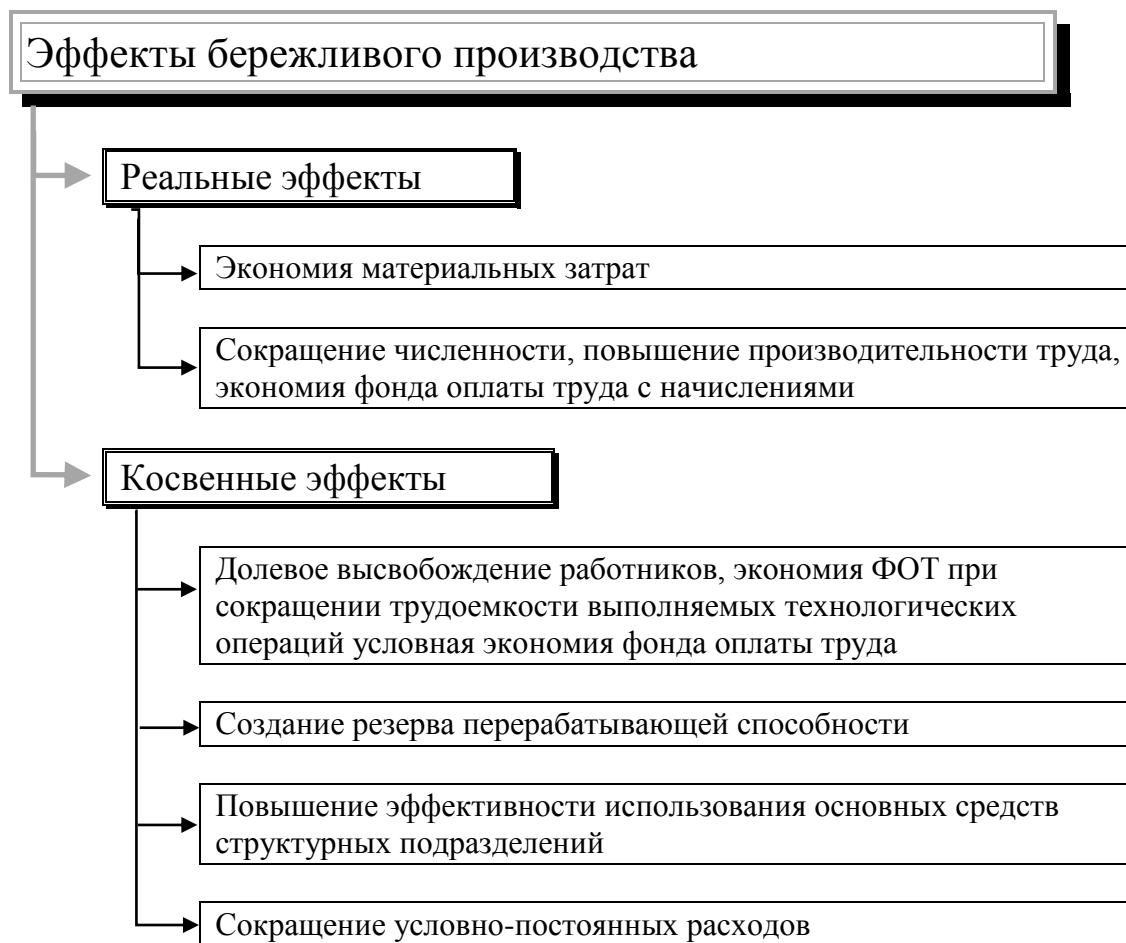 Эффекты бережливого производства
Реальные эффекты
Экономия материальных затрат
Сокращение численности, повышение производительности труда,
экономия фонда оплаты труда с начислениями
Косвенные эффекты
Долевое высвобождение работников, экономия ФОТ при
сокращении трудоемкости выполняемых технологических
операций условная экономия фонда оплаты труда
Создание резерва перерабатывающей способности
Повышение эффективности использования основных средств
структурных подразделений
Сокращение условно-постоянных расходов